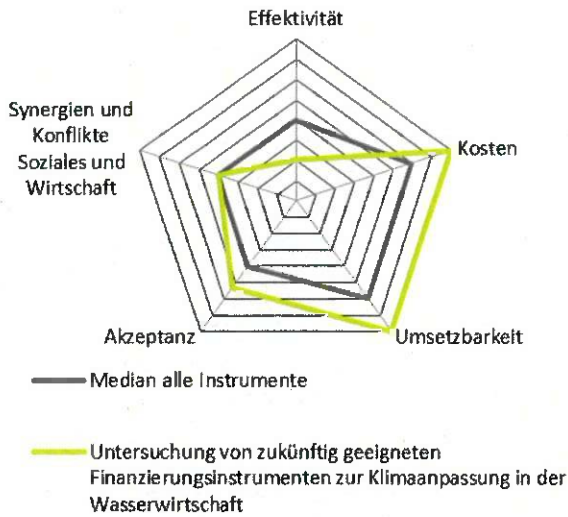 Effektivität
Synergien und
Konflikte
Soziales und
Wirtschaft
Kosten
Akzeptanz
Umsetzbarkeit
Median alle Instrumente
Untersuchung von zukünftig geeigneten
Finanzierungsinstrumenten zur Klimaanpassung in der
Wasserwirtschaft